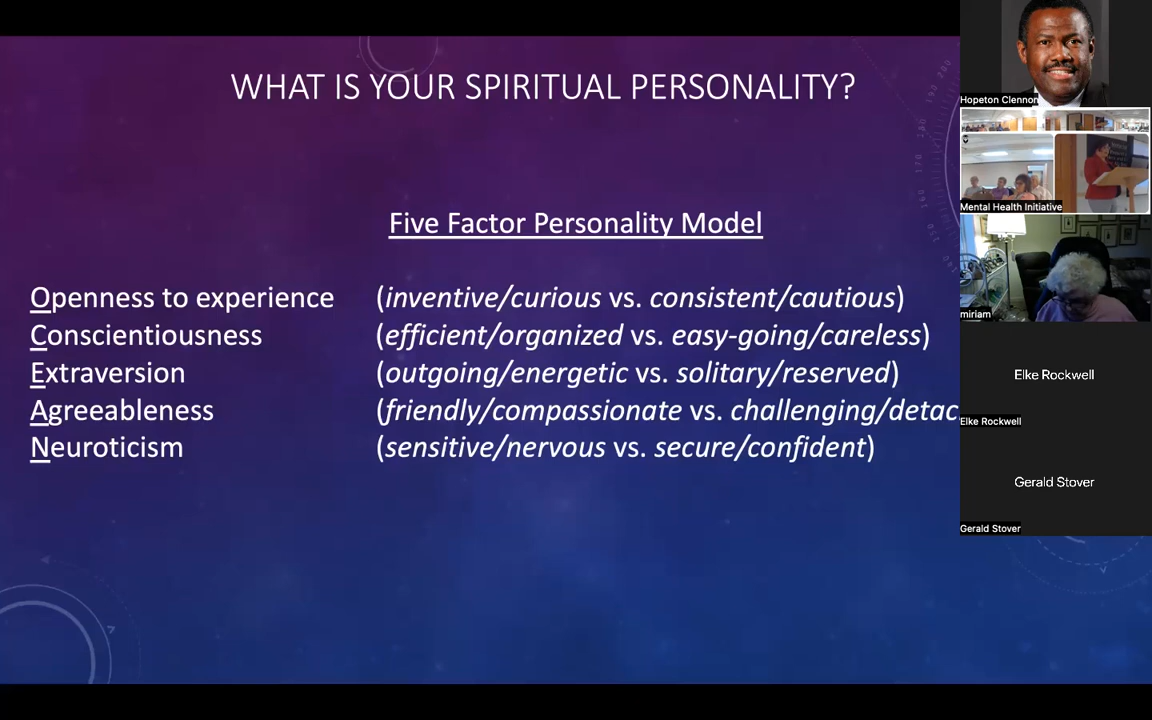 WHAT IS YOUR SPIRITUAL PERSONALITY?
Five Factor Personality Model
Openness to experience (inventive/curious vs. consistent/cautious)
Conscientiousness (efficient/organized vs. easy-going/careless)
Extraversion (outgoing/energetic vs. solitary/reserved)
Agreeableness (friendly/compassionate vs. challenging/detac
Neuroticism (sensitive/nervous vs. secure/confident)
Hopeton Clennon
Mental Health Initiative
miriam
Elke Rockwell
Elke Rockwell
Gerald Stover
Gerald Stover